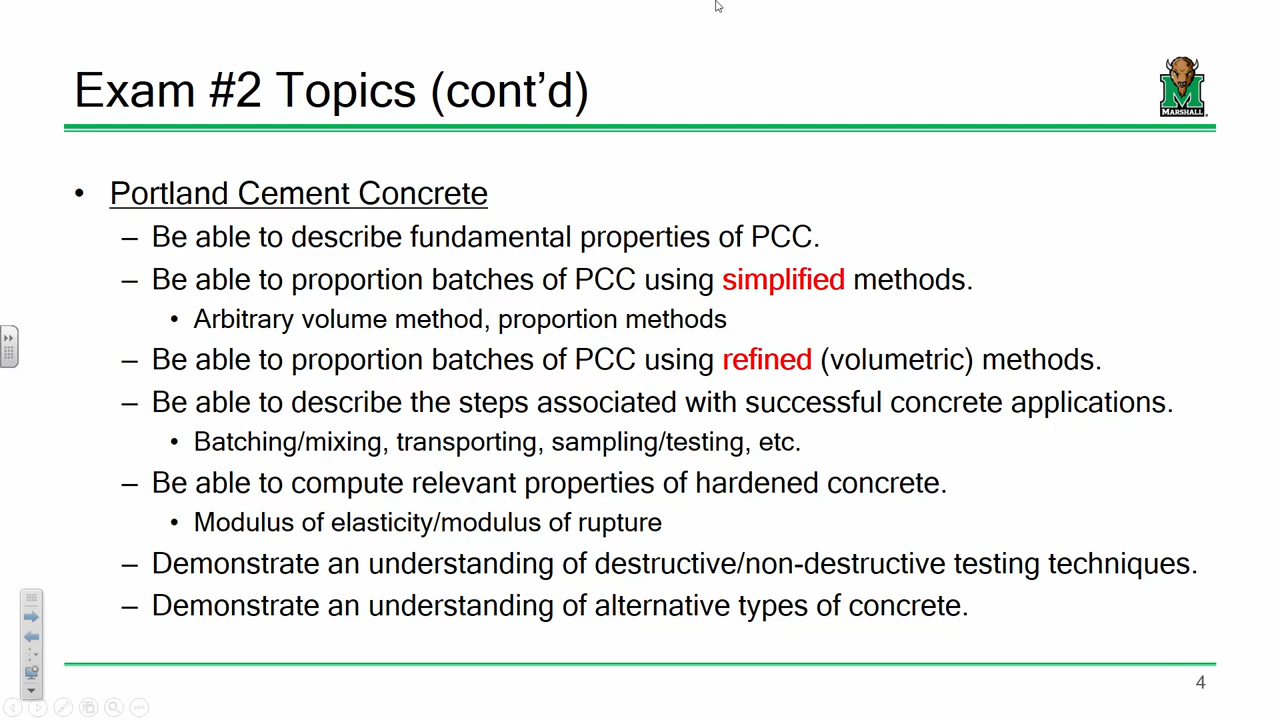 Exam #2 Topics (cont’d)
MARSHALL
• Portland Cement Concrete
– Be able to describe fundamental properties of PCC.
– Be able to proportion batches of PCC using simplified methods.
• Arbitrary volume method, proportion methods
– Be able to proportion batches of PCC using refined (volumetric) methods.
– Be able to describe the steps associated with successful concrete applications.
• Batching/mixing, transporting, sampling/testing, etc.
– Be able to compute relevant properties of hardened concrete.
• Modulus of elasticity/modulus of rupture
– Demonstrate an understanding of destructive/non-destructive testing techniques.
– Demonstrate an understanding of alternative types of concrete.
4